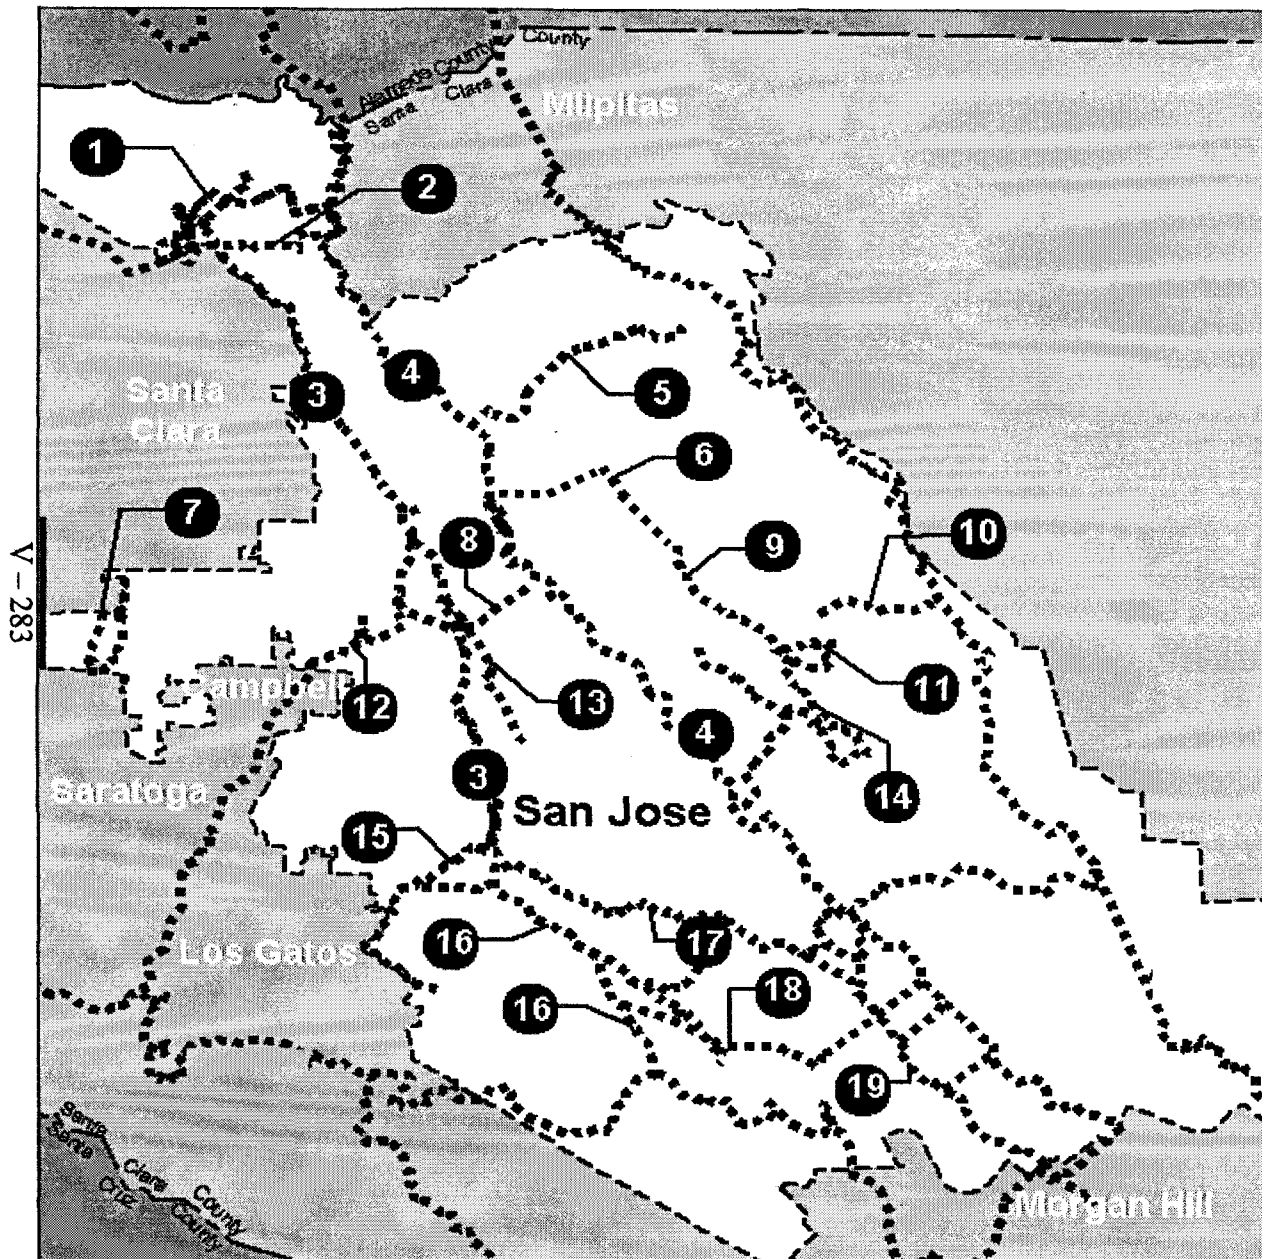 County
Alameda County
Santa Clara
Milpitas
1
2
4
3
5
Santa
Clara
6
7
8
9
10
V – 283
Campbell
12
13
11
4
3
14
Saratoga
San Jose
15
16
17
Los Gatos
18
16
19
Santa Clara County
Santa Cruz County
Morgan Hill